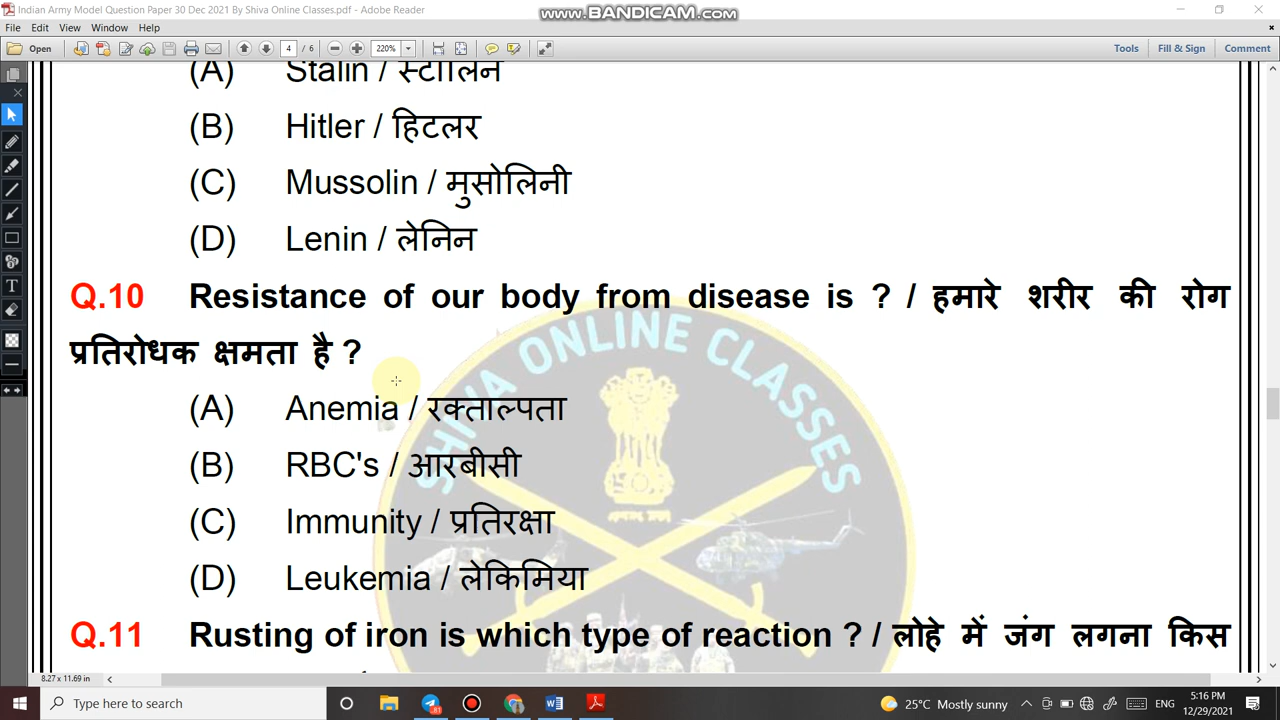 Indian Army Model Question Paper 30 Dec 2021 By Shiva Online Classes.pdf - Adobe Reader
www.BANDICAM.com
File Edit View Window Help
Open 4 / 6 220% Tools Fill & Sign Comment
(A) Stalin / स्टालिन
(B) Hitler / हिटलर
(C) Mussolin / मुसोलिनी
(D) Lenin / लेनिन
Q.10 Resistance of our body from disease is ? / हमारे शरीर की रोग
प्रतिरोधक क्षमता है ?
(A) Anemia / रक्ताल्पता
(B) RBC's / आरबीसी
(C) Immunity / प्रतिरक्षा
(D) Leukemia / लेकिमिया
Q.11 Rusting of iron is which type of reaction ? / लोहे में जंग लगना किस
SHIVA ONLINE CLASSES
8.27 x 11.69 in
Type here to search 25°C Mostly sunny ENG 5:16 PM
12/29/2021